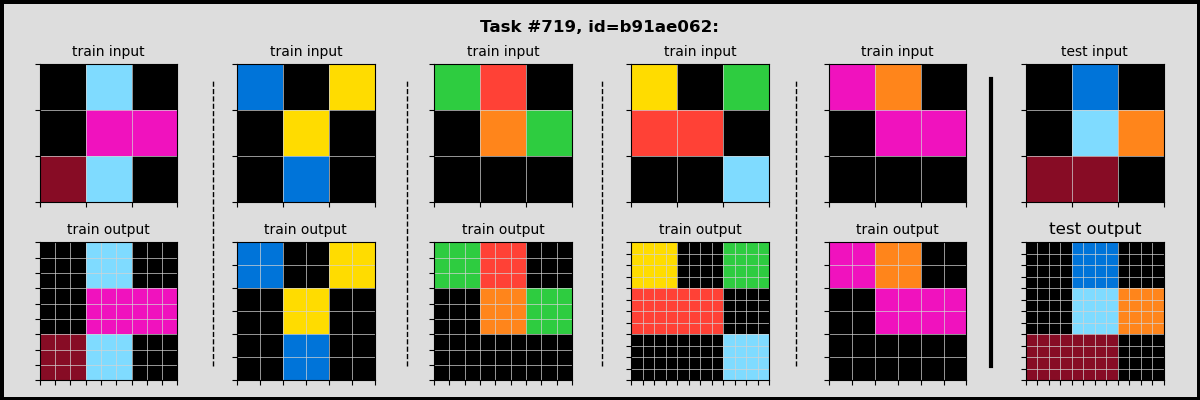 Task #719, id=b91ae062:
train input train input train input train input train input test input
train output train output train output train output train output test output